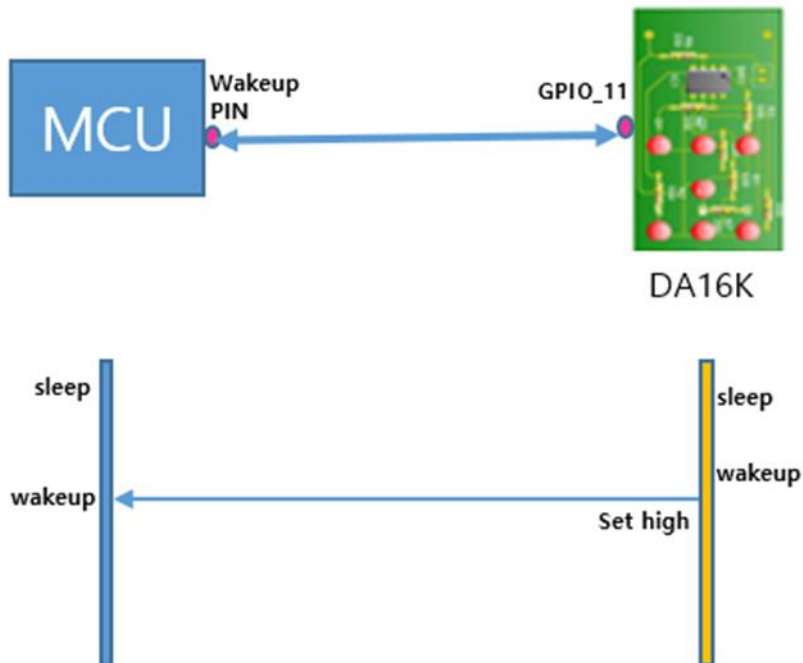 MCU
Wakeup
PIN
GPIO_11
DA16K
sleep
sleep
wakeup
wakeup
Set high